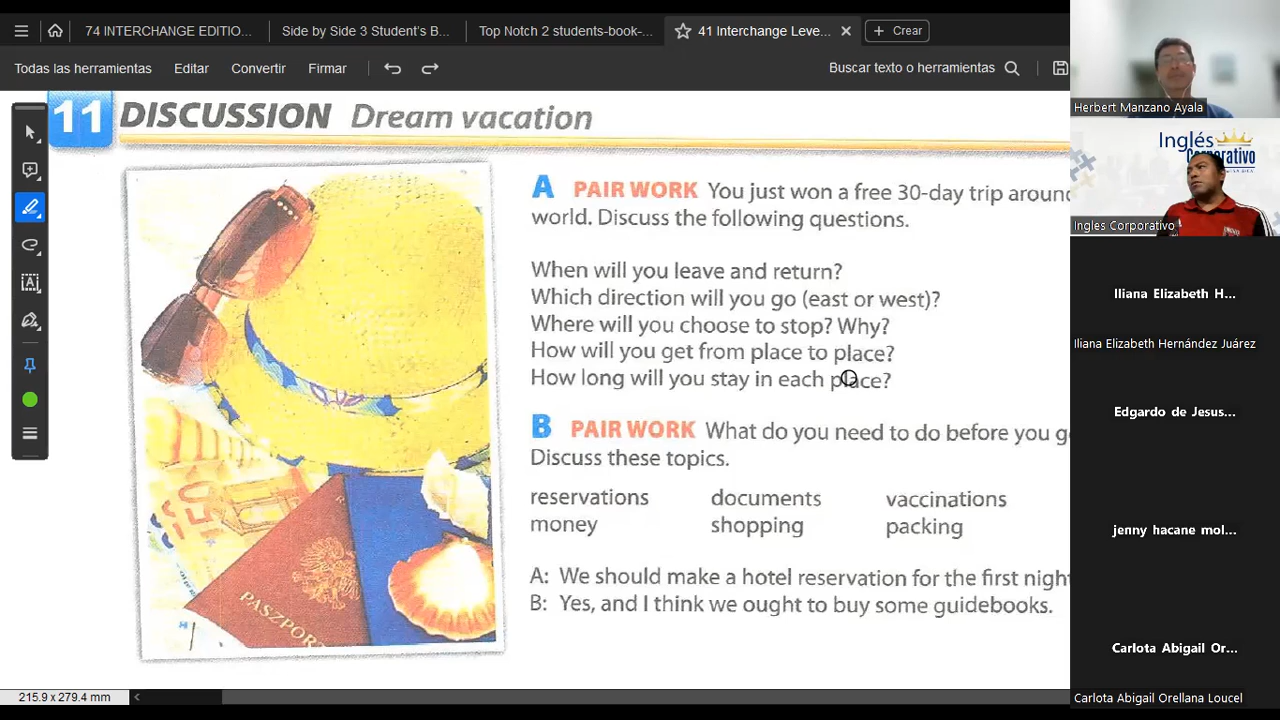 74 INTERCHANGE EDITIO... Side by Side 3 Student's B... Top Notch 2 students-book-... 41 Interchange Leve... Crear
Todas las herramientas Editar Convertir Firmar Buscar texto o herramientas
11 DISCUSSION Dream vacation
A PAIR WORK You just won a free 30-day trip around
world. Discuss the following questions.
When will you leave and return?
Which direction will you go (east or west)?
Where will you choose to stop? Why?
How will you get from place to place?
How long will you stay in each place?
B PAIR WORK What do you need to do before you g
Discuss these topics.
reservations documents vaccinations
money shopping packing
A: We should make a hotel reservation for the first night
B: Yes, and I think we ought to buy some guidebooks.
50
PASZPOR
215.9 x 279.4 mm
Herbert Manzano Ayala
Inglés
Corporativo
Ingles Corporativo
Iliana Elizabeth H...
Iliana Elizabeth Hernández Juárez
Edgardo de Jesus...
jenny hacane mol...
Carlota Abigail Or...
Carlota Abigail Orellana Loucel